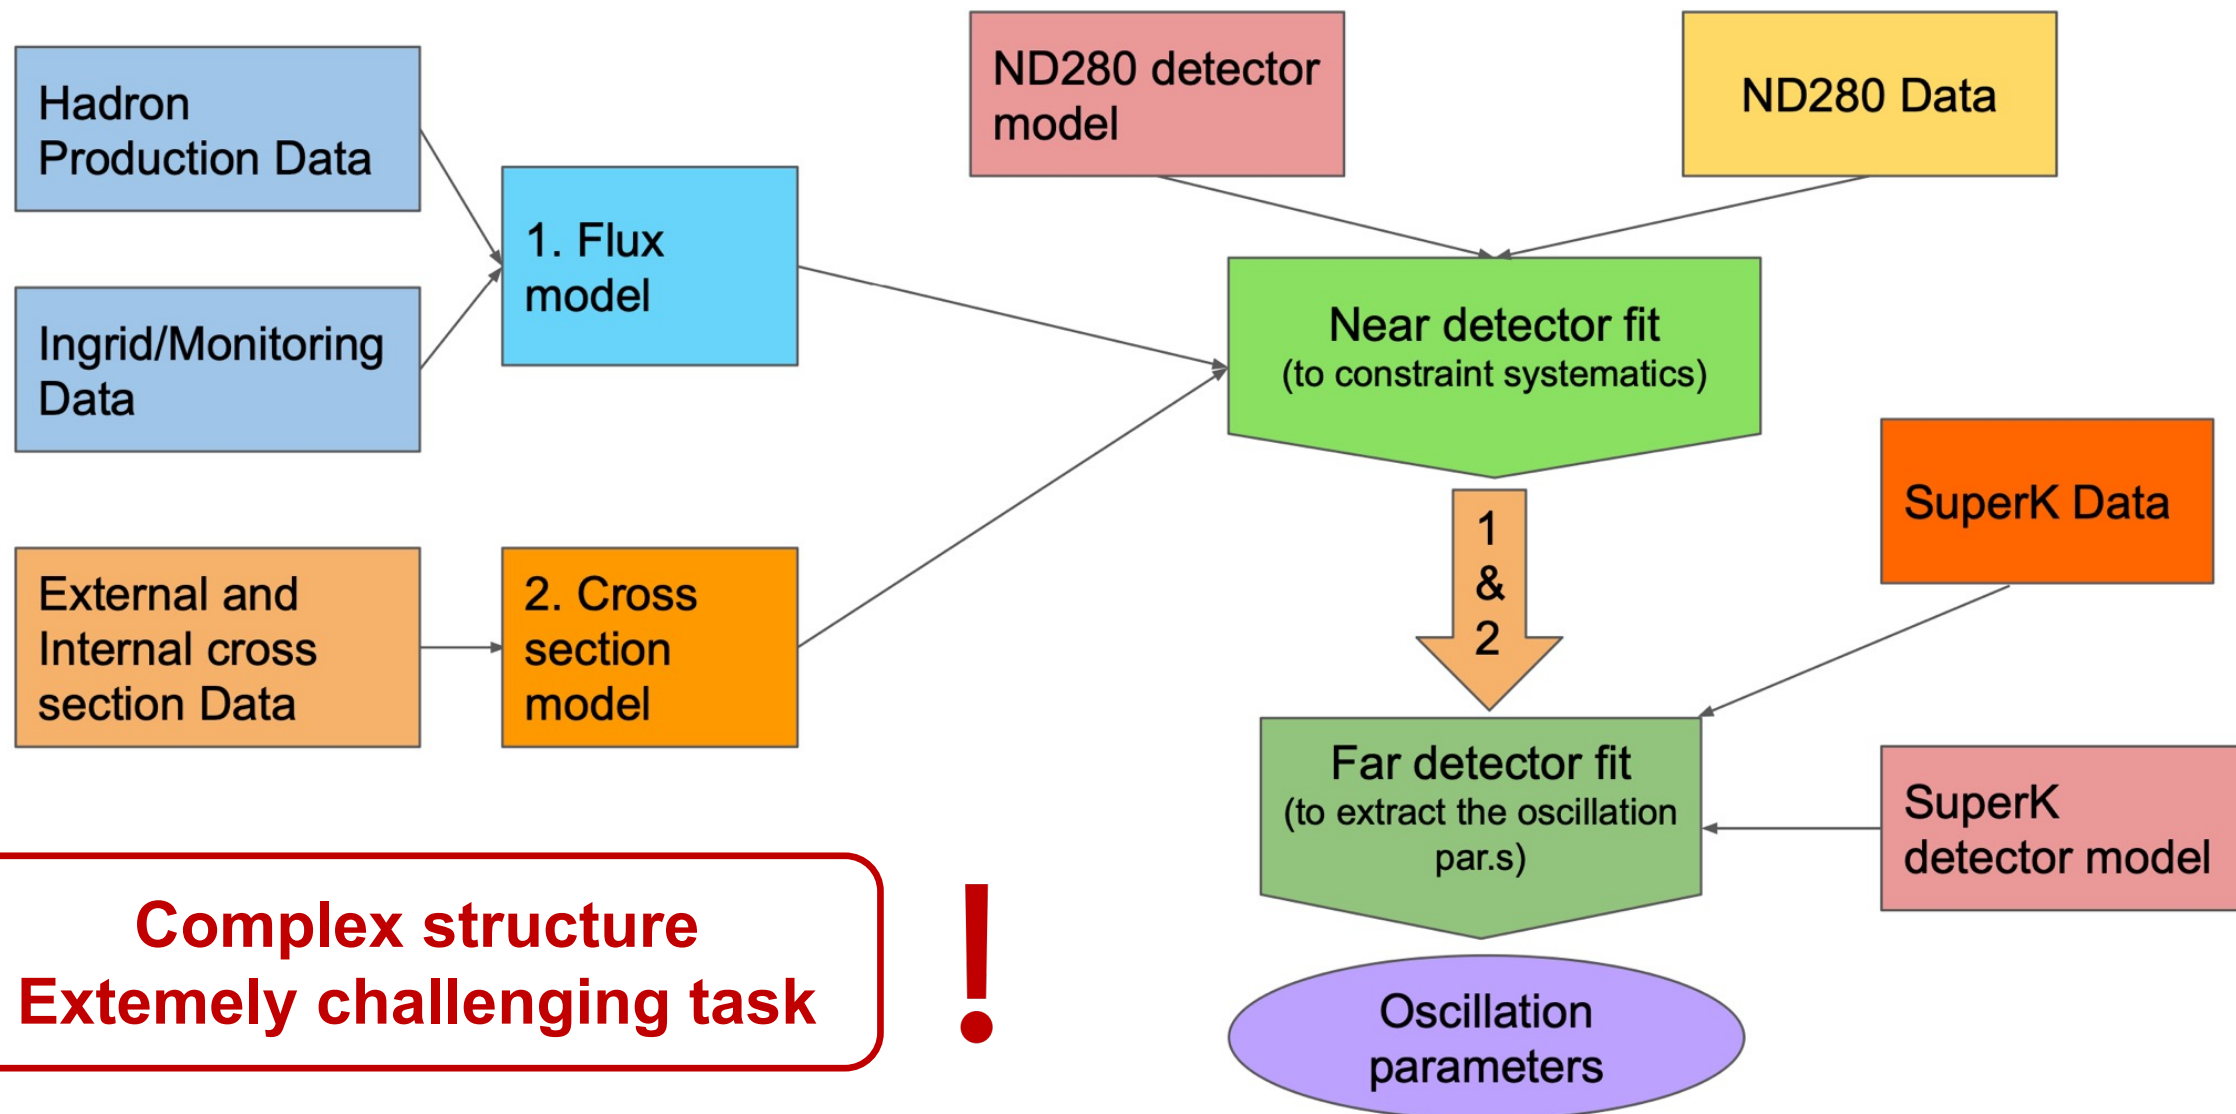 Hadron
Production Data
Ingrid/Monitoring
Data
External and
Internal cross
section Data
1. Flux
model
2. Cross
section
model
ND280 detector
model
ND280 Data
Near detector fit
(to constraint systematics)
1
&
2
SuperK Data
Far detector fit
(to extract the oscillation
par.s)
SuperK
detector model
Oscillation
parameters
Complex structure
Extemely challenging task
!